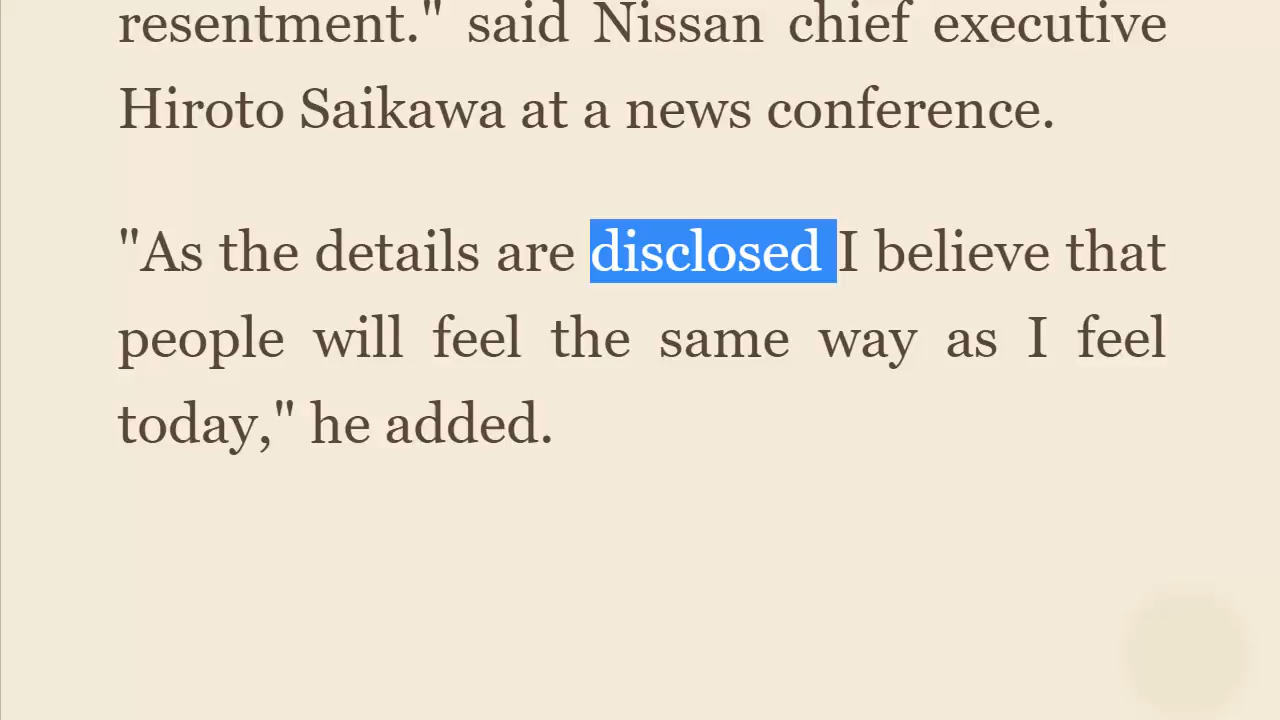 resentment." said Nissan chief executive
Hiroto Saikawa at a news conference.
"As the details are disclosed I believe that
people will feel the same way as I feel
today," he added.